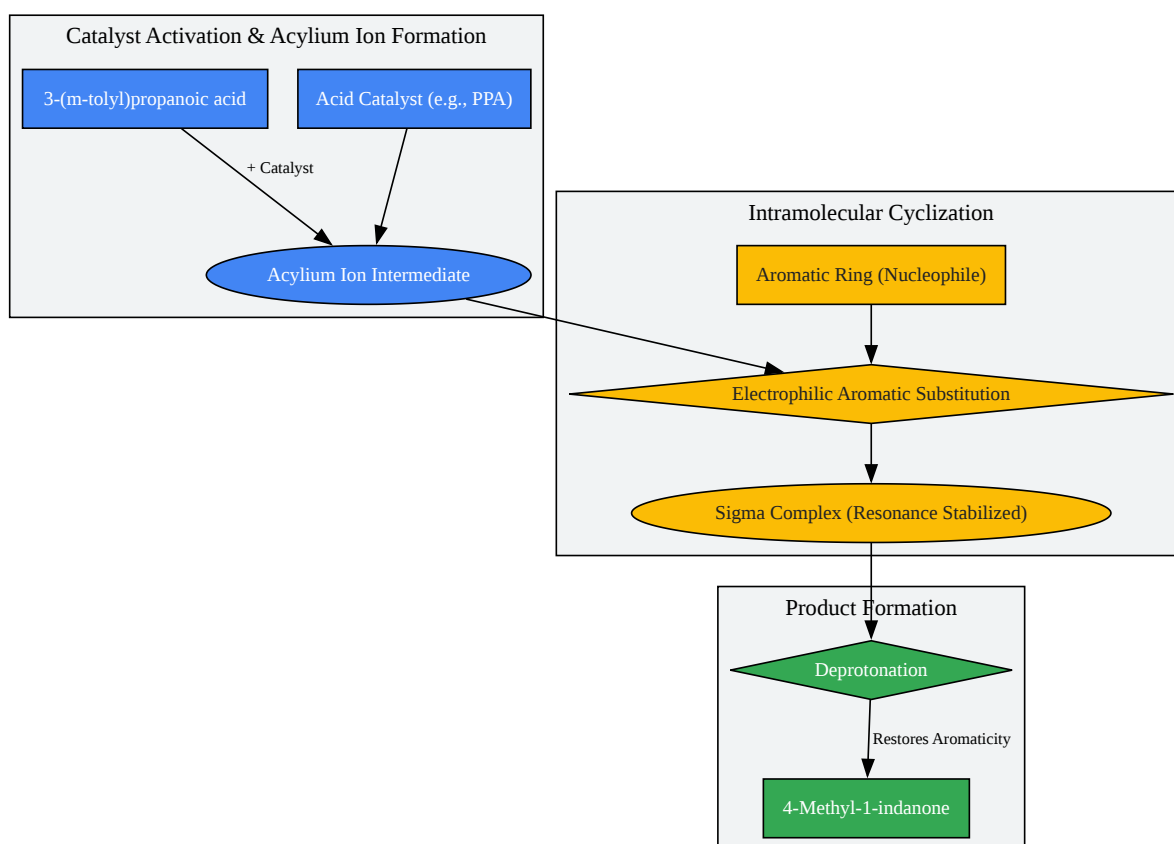 Catalyst Activation & Acylium Ion Formation
3-(m-tolyl)propanoic acid
Acid Catalyst (e.g., PPA)
+ Catalyst
Acylium Ion Intermediate
Intramolecular Cyclization
Aromatic Ring (Nucleophile)
Electrophilic Aromatic Substitution
Sigma Complex (Resonance Stabilized)
Product Formation
Deprotonation
Restores Aromaticity
4-Methyl-1-indanone